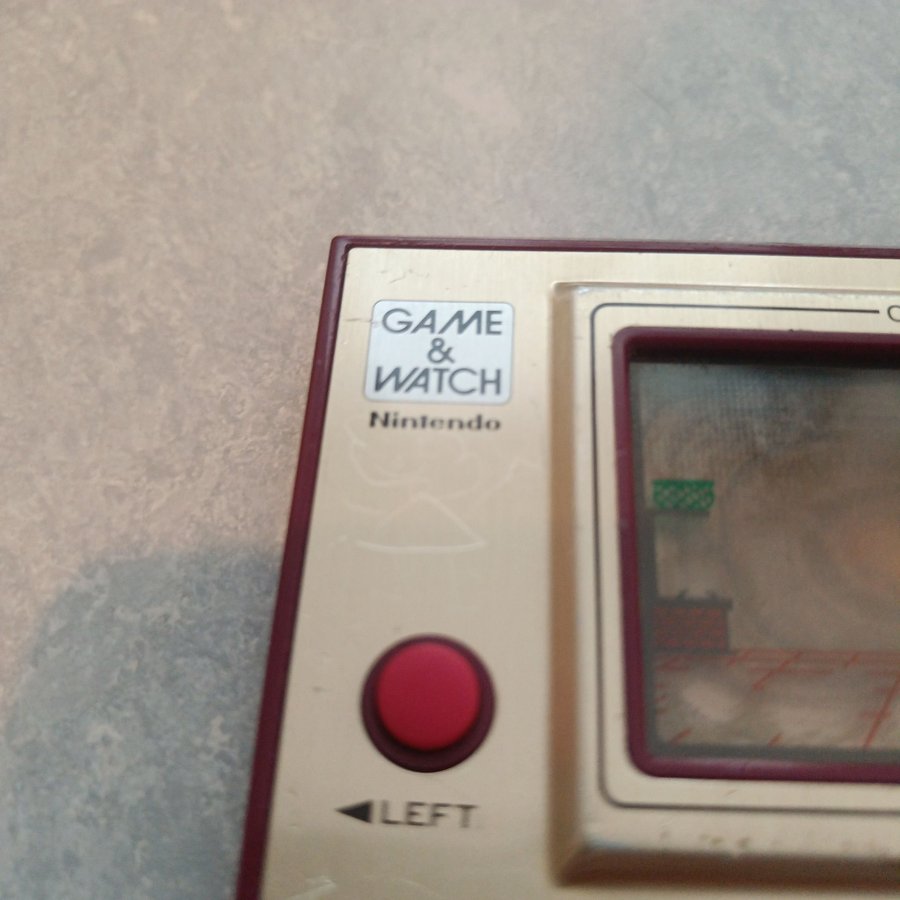 GAME
&
WATCH
Nintendo
◀LEFT